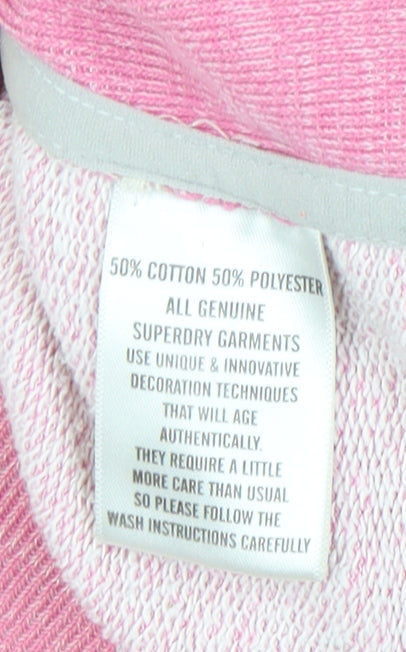 50% COTTON 50% POLYESTER
ALL GENUINE
SUPERDRY GARMENTS
USE UNIQUE & INNOVATIVE
DECORATION TECHNIQUES
THAT WILL AGE
AUTHENTICALLY.
THEY REQUIRE A LITTLE
MORE CARE THAN USUAL
SO PLEASE FOLLOW THE
WASH INSTRUCTIONS CAREFULLY